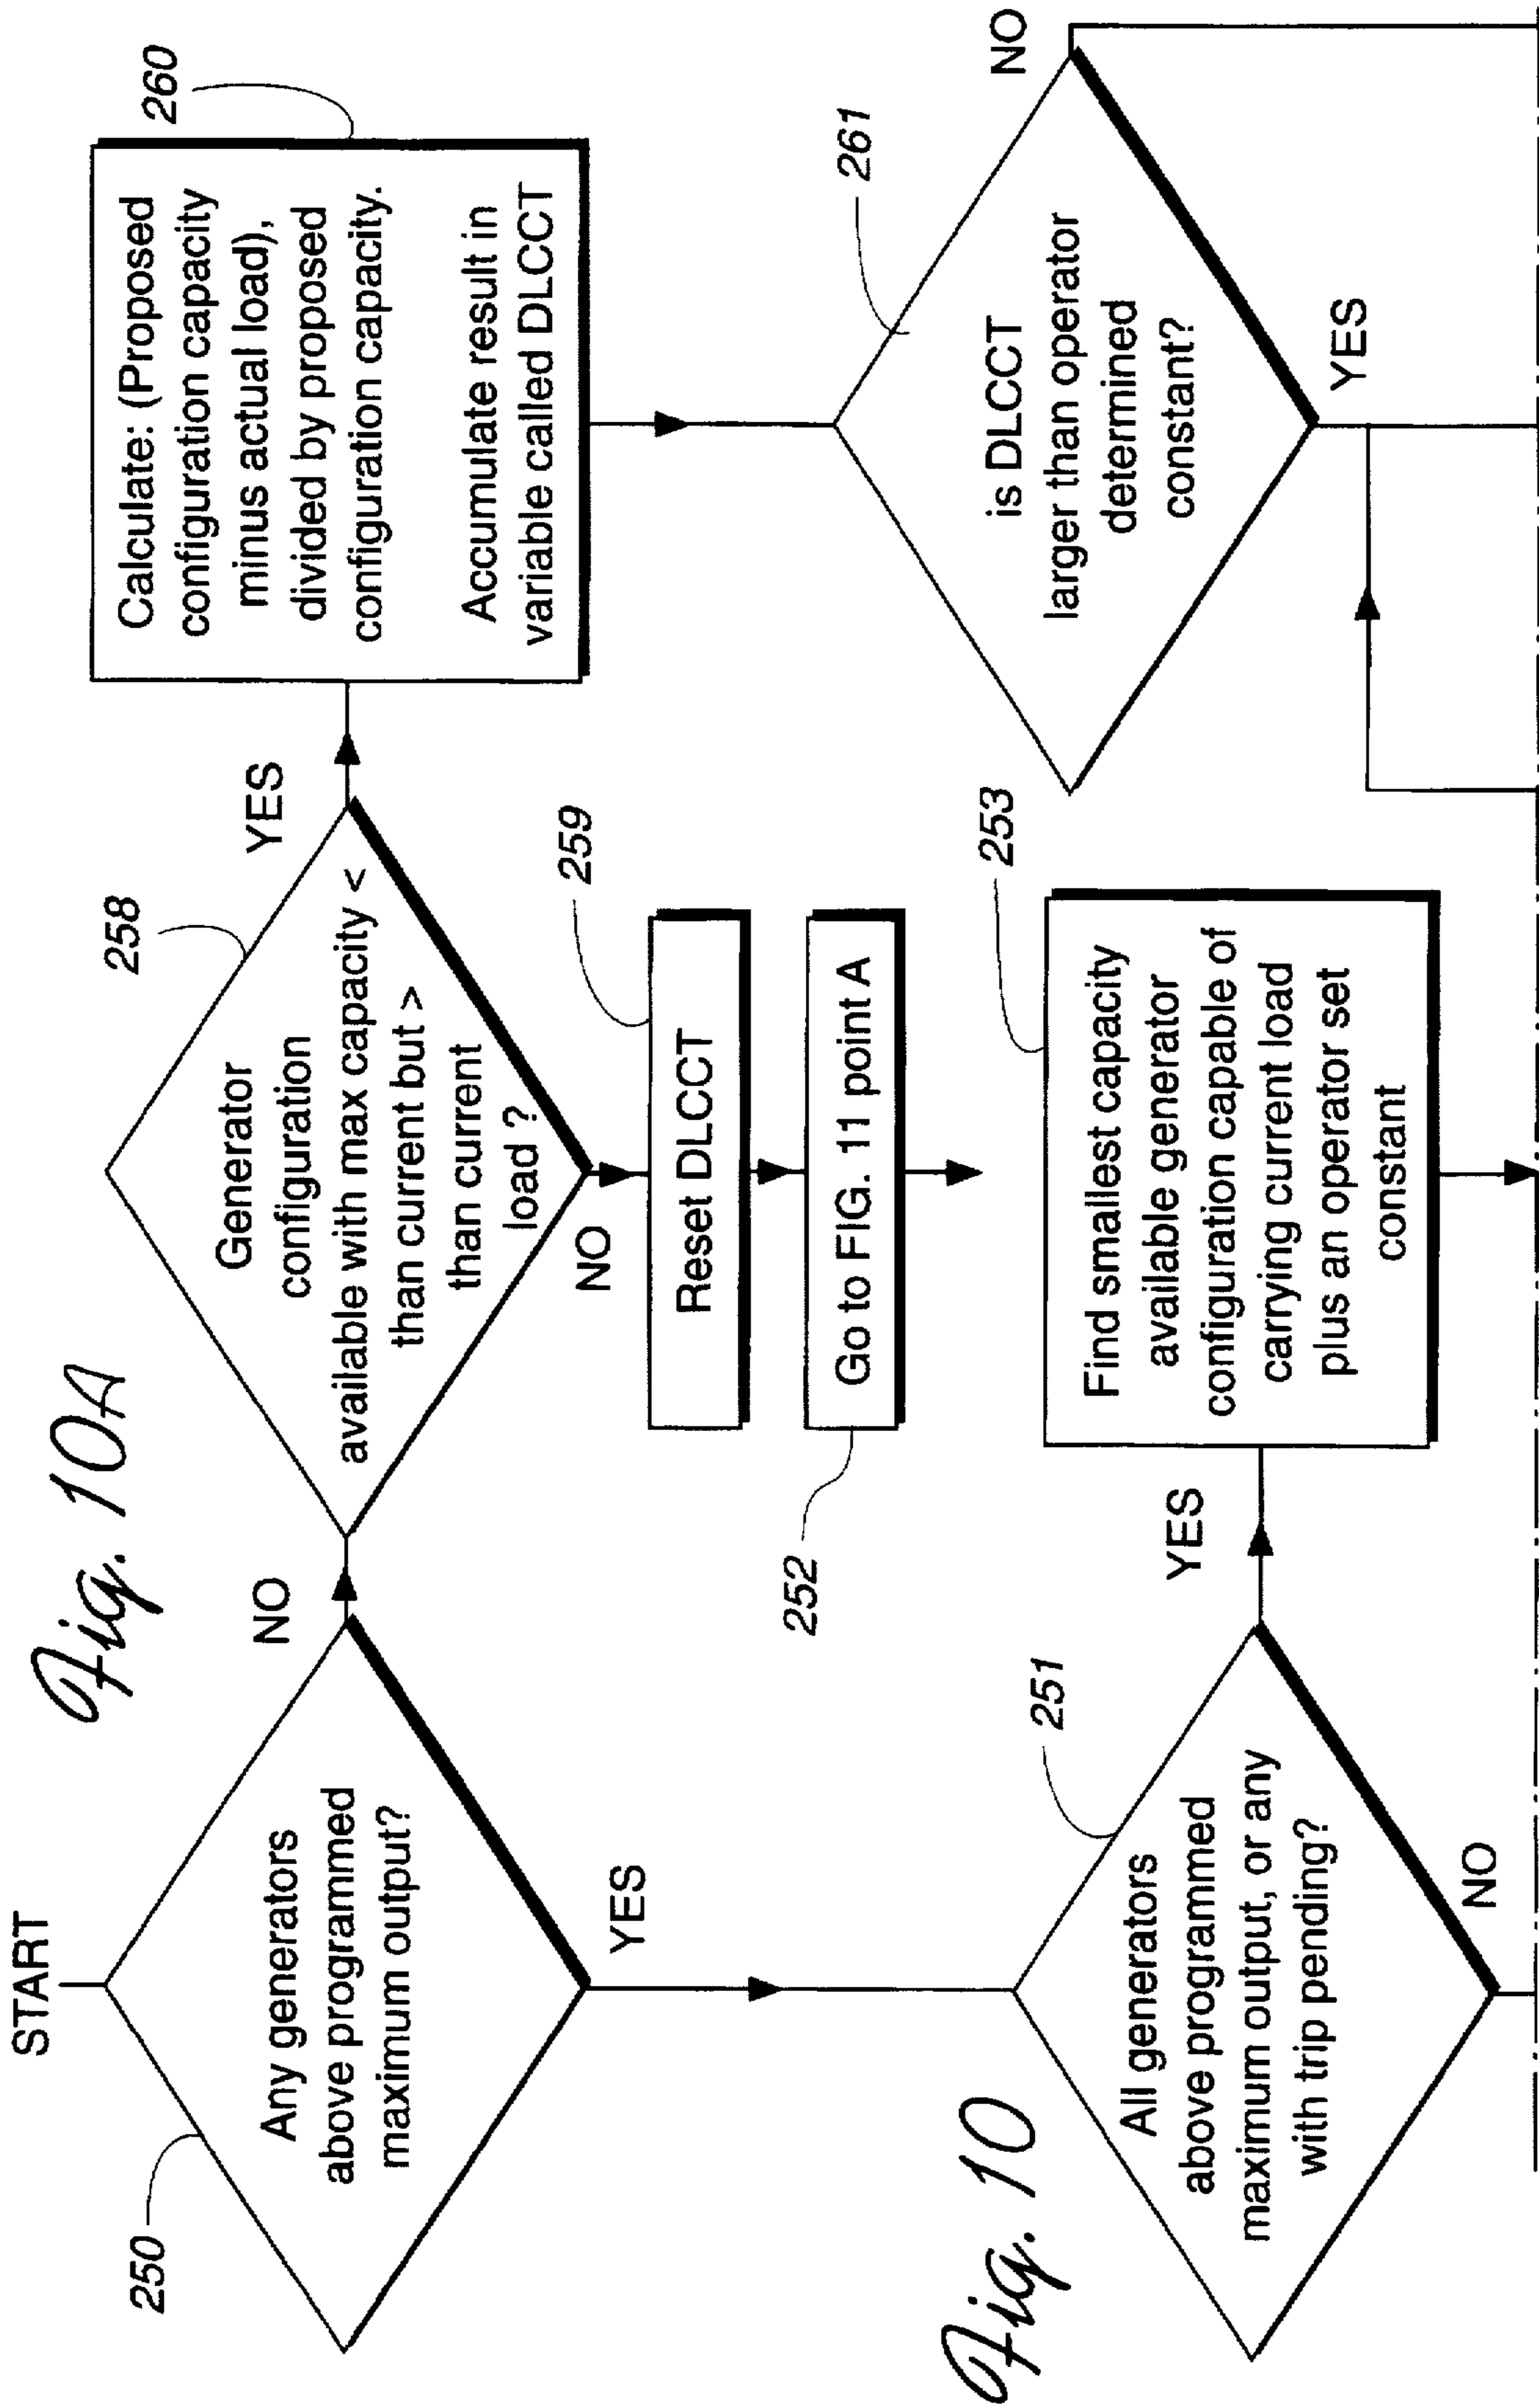 Fig. 10A
START
250
Any generators
above programmed
maximum output?
NO
YES
258
Generator
configuration
available with max capacity <
than current but >
than current
load ?
YES
NO
260
Calculate: (Proposed
configuration capacity
minus actual load),
divided by proposed
configuration capacity.
Accumulate result in
variable called DLCCT
259
Reset DLCCT
252
Go to FIG. 11 point A
Fig. 10
251
All generators
above programmed
maximum output, or any
with trip pending?
YES
NO
253
Find smallest capacity
available generator
configuration capable of
carrying current load
plus an operator set
constant
261
is DLCCT
larger than operator
determined
constant?
NO
YES